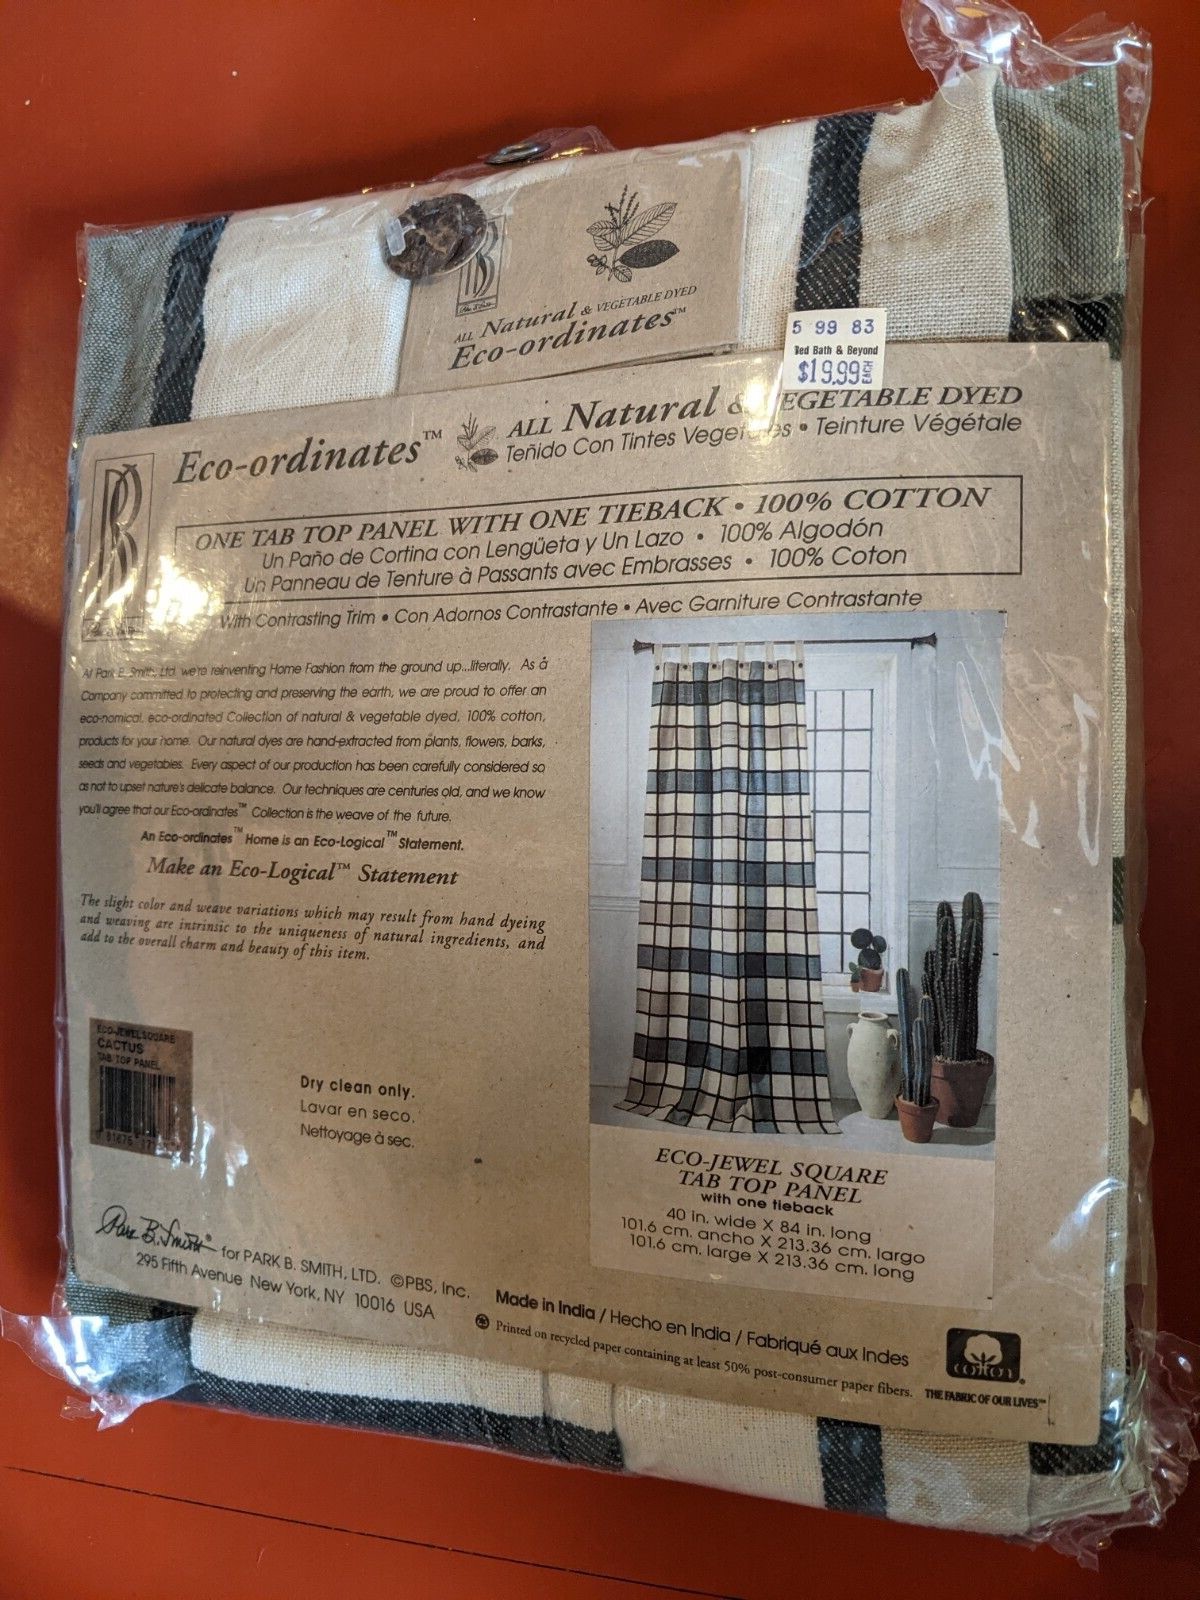 ALL Natural & VEGETABLE DYED
Eco-ordinates™
5 99 83
Bed Bath & Beyond
$19.99 EACH
Eco-ordinates™
ALL Natural & VEGETABLE DYED
Teñido Con Tintes Vegetales • Teinture Végétale
ONE TAB TOP PANEL WITH ONE TIEBACK • 100% COTTON
Un Paño de Cortina con Lengüeta y Un Lazo • 100% Algodón
Un Panneau de Tenture à Passants avec Embrasses • 100% Coton
With Contrasting Trim • Con Adornos Contrastante • Avec Garniture Contrastante
At Park B. Smith, Ltd. we're reinventing Home Fashion from the ground up...literally. As a
Company committed to protecting and preserving the earth, we are proud to offer an
eco-nomical, eco-ordinated Collection of natural & vegetable dyed, 100% cotton,
products for your home. Our natural dyes are hand-extracted from plants, flowers, barks,
seeds and vegetables. Every aspect of our production has been carefully considered so
as not to upset nature's delicate balance. Our techniques are centuries old, and we know
you'll agree that our Eco-ordinates™ Collection is the weave of the future.
An Eco-ordinates™ Home is an Eco-Logical™ Statement.
Make an Eco-Logical™ Statement
The slight color and weave variations which may result from hand dyeing
and weaving are intrinsic to the uniqueness of natural ingredients, and
add to the overall charm and beauty of this item.
ECO-JEWEL SQUARE
CACTUS
TAB TOP PANEL
Dry clean only.
Lavar en seco.
Nettoyage à sec.
ECO-JEWEL SQUARE
TAB TOP PANEL
with one tieback
40 in. wide X 84 in. long
101.6 cm. ancho X 213.36 cm. largo
101.6 cm. large X 213.36 cm. long
Park B. Smith® for PARK B. SMITH, LTD. ©PBS, Inc.
295 Fifth Avenue New York, NY 10016 USA
Made in India / Hecho en India / Fabriqué aux Indes
Printed on recycled paper containing at least 50% post-consumer paper fibers.
cotton®
THE FABRIC OF OUR LIVES™